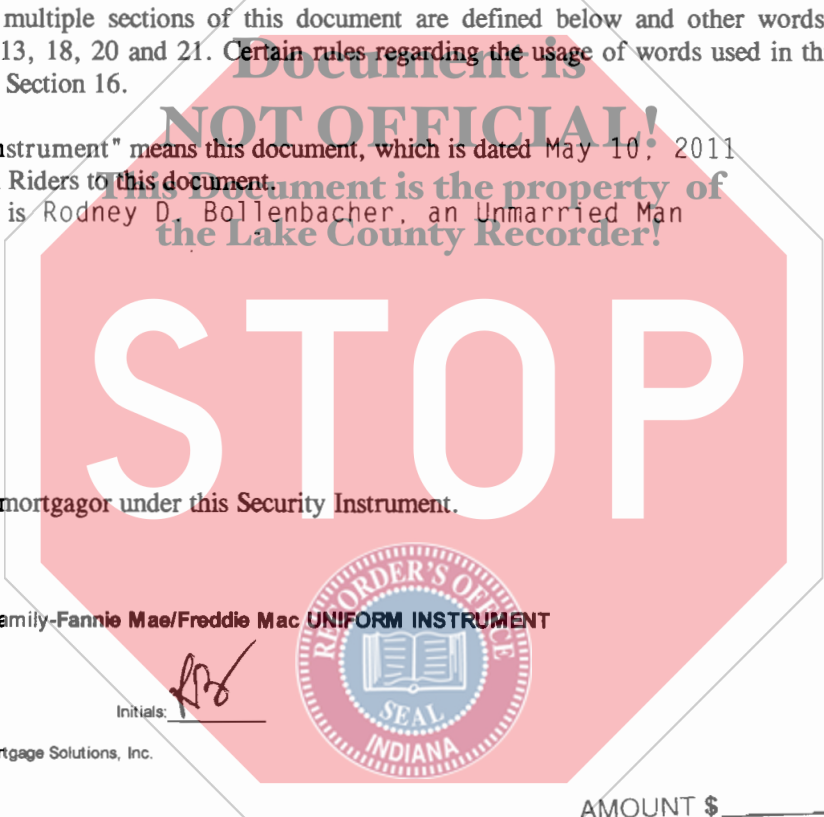 multiple sections of this document are defined below and other words
13, 18, 20 and 21. Certain rules regarding the usage of words used in th
Document is
Section 16.
NOT OFFICIAL!
nstrument" means this document, which is dated May 10, 2011
Riders to this document.
This Document is the property of
is Rodney D. Bollenbacher, an Unmarried Man
the Lake County Recorder!
STOP
mortgagor under this Security Instrument.
RECORDER'S OFFICE
amily-Fannie Mae/Freddie Mac UNIFORM INSTRUMENT
Initials: RB
SEAL
INDIANA
rtgage Solutions, Inc.
AMOUNT $